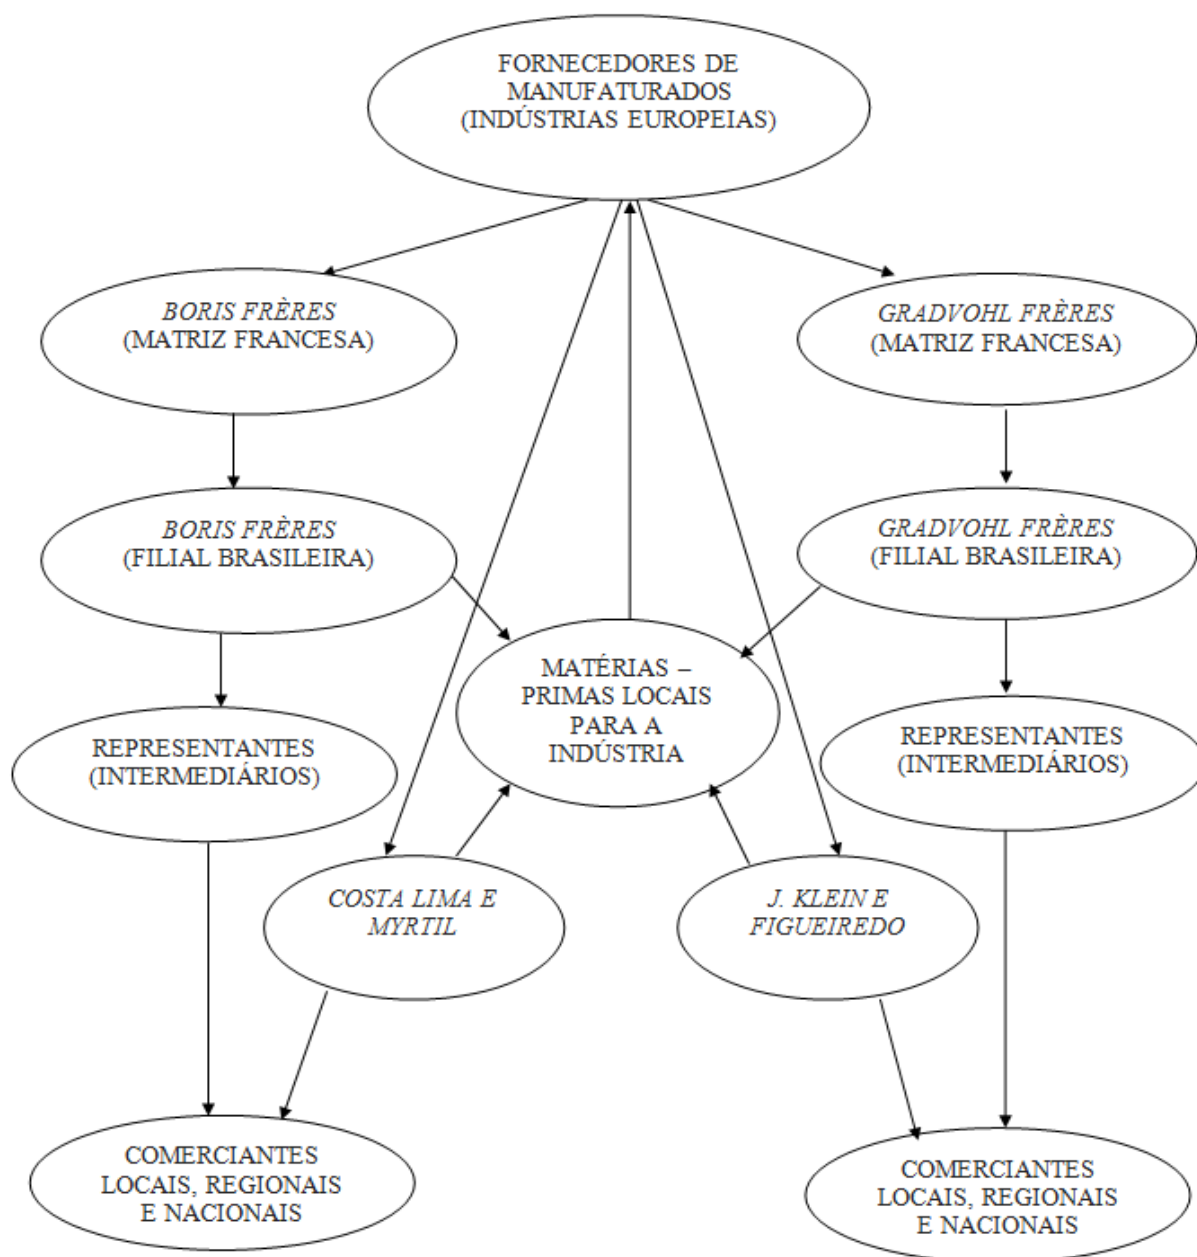 FORNECEDORES DE
MANUFATURADOS
(INDÚSTRIAS EUROPEIAS)
BORIS FRÈRES
(MATRIZ FRANCESA)
GRADVOHL FRÈRES
(MATRIZ FRANCESA)
BORIS FRÈRES
(FILIAL BRASILEIRA)
GRADVOHL FRÈRES
(FILIAL BRASILEIRA)
MATÉRIAS –
PRIMAS LOCAIS
PARA A
INDÚSTRIA
REPRESENTANTES
(INTERMEDIÁRIOS)
REPRESENTANTES
(INTERMEDIÁRIOS)
COSTA LIMA E
MYRTIL
J. KLEIN E
FIGUEIREDO
COMERCIANTES
LOCAIS, REGIONAIS
E NACIONAIS
COMERCIANTES
LOCAIS, REGIONAIS
E NACIONAIS